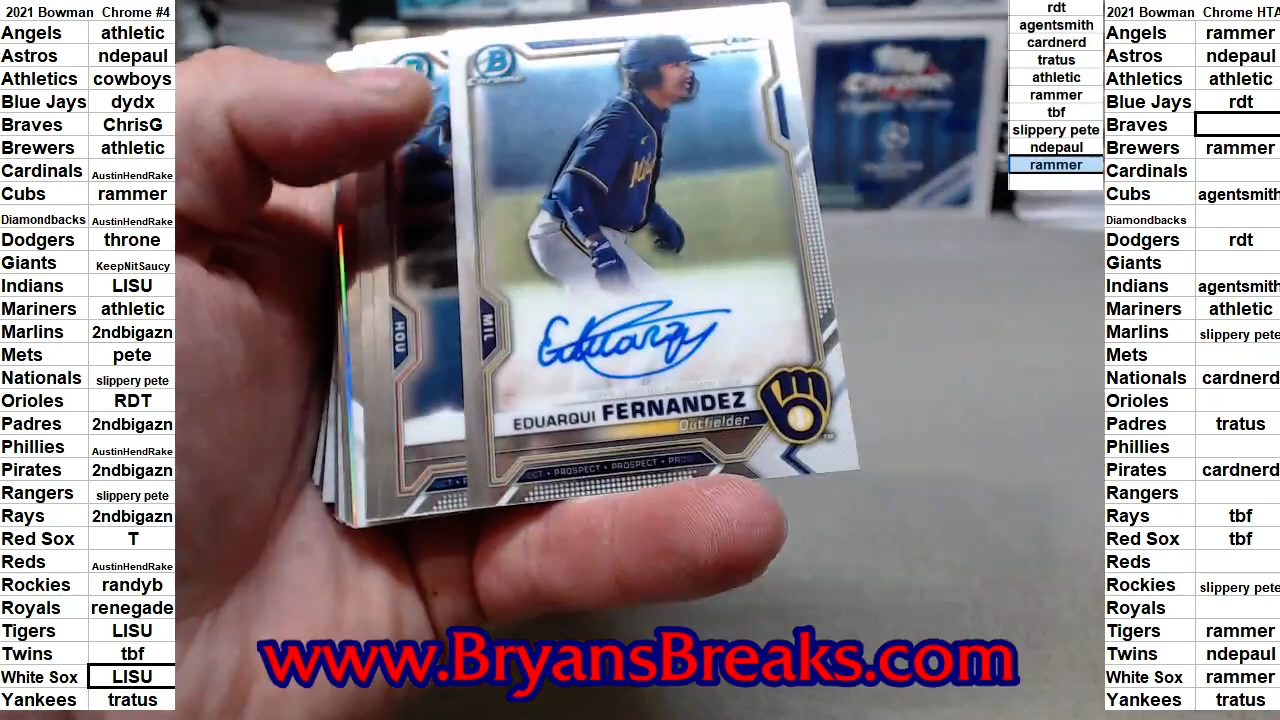 2021 Bowman Chrome #4
Angels athletic
Astros ndepaul
Athletics cowboys
Blue Jays dydx
Braves ChrisG
Brewers athletic
Cardinals AustinHendRake
Cubs rammer
Diamondbacks AustinHendRake
Dodgers throne
Giants KeepNitSaucy
Indians LISU
Mariners athletic
Marlins 2ndbigazn
Mets pete
Nationals slippery pete
Orioles RDT
Padres 2ndbigazn
Phillies AustinHendRake
Pirates 2ndbigazn
Rangers slippery pete
Rays 2ndbigazn
Red Sox T
Reds AustinHendRake
Rockies randyb
Royals renegade
Tigers LISU
Twins tbf
White Sox LISU
Yankees tratus
B
Chrome
MIL
HOU
EDUARQUI FERNANDEZ
Outfielder
PROSPECT • PROSPECT • PRO
www.BryansBreaks.com
Topps
Chrome
rdt
agentsmith
cardnerd
tratus
athletic
rammer
tbf
slippery pete
ndepaul
rammer
2021 Bowman Chrome HTA
Angels rammer
Astros ndepaul
Athletics athletic
Blue Jays rdt
Braves
Brewers rammer
Cardinals
Cubs agentsmith
Diamondbacks
Dodgers rdt
Giants
Indians agentsmith
Mariners athletic
Marlins slippery pete
Mets
Nationals cardnerd
Orioles
Padres tratus
Phillies
Pirates cardnerd
Rangers
Rays tbf
Red Sox tbf
Reds
Rockies slippery pete
Royals
Tigers rammer
Twins ndepaul
White Sox rammer
Yankees tratus